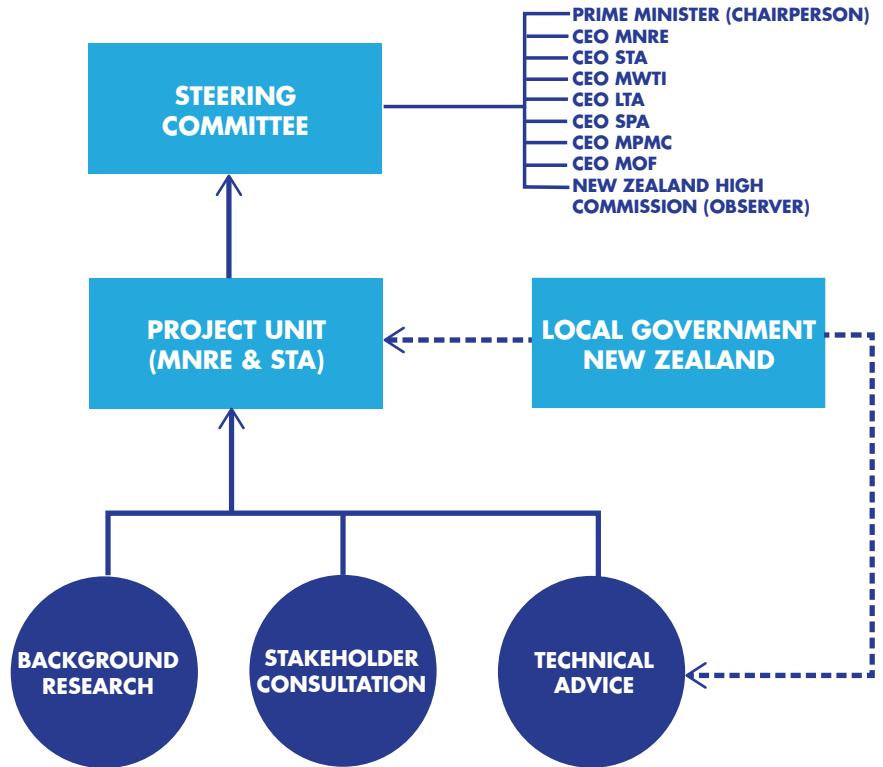 PRIME MINISTER (CHAIRPERSON)
CEO MNRE
CEO STA
CEO MWTI
CEO LTA
CEO SPA
CEO MPMC
CEO MOF
NEW ZEALAND HIGH
COMMISSION (OBSERVER)
STEERING
COMMITTEE
PROJECT UNIT
(MNRE & STA)
LOCAL GOVERNMENT
NEW ZEALAND
BACKGROUND
RESEARCH
STAKEHOLDER
CONSULTATION
TECHNICAL
ADVICE